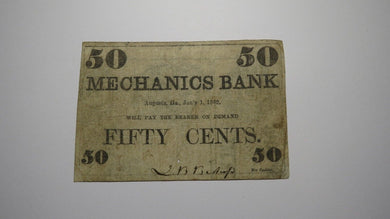 50 50
MECHANICS BANK
Augusta, Ga., Jan'y 1, 1862.
WILL PAY THE BEARER ON DEMAND
FIFTY CENTS.
50 50